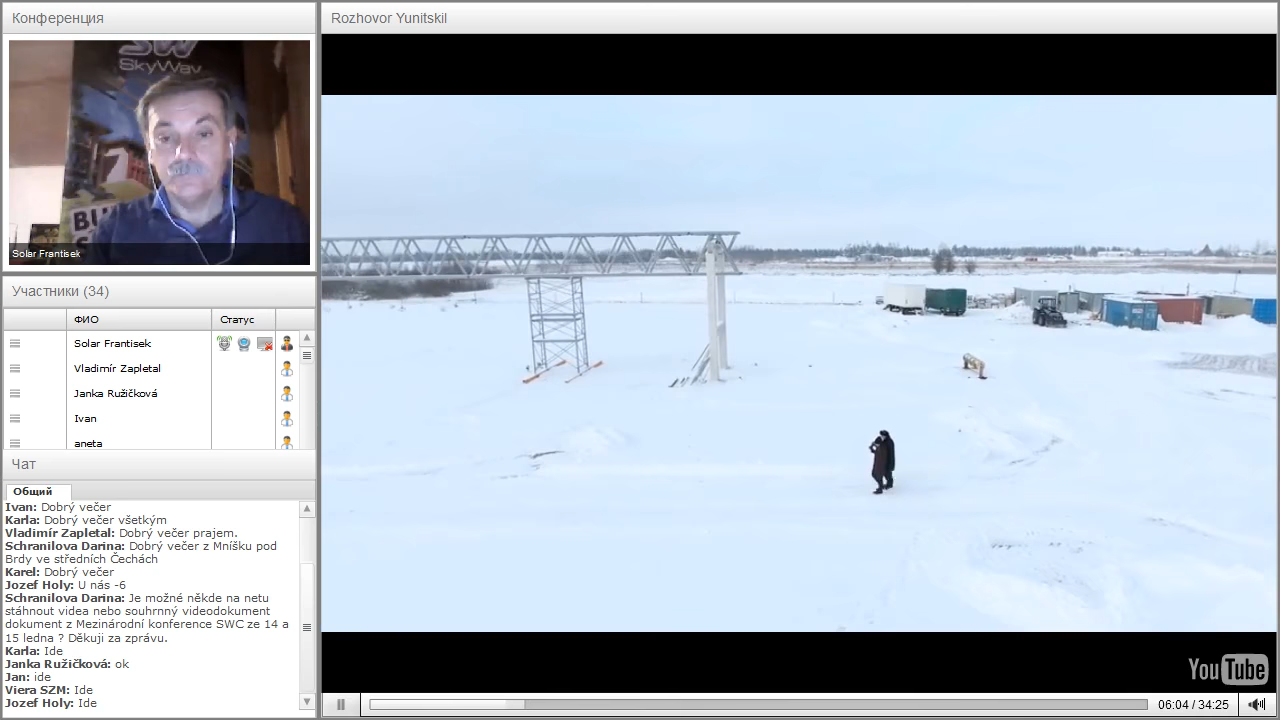 Конференция
SW
SkyWay
BU
S
Solar Frantisek
Участники (34)
ФИО Статус
Solar Frantisek
Vladimír Zapletal
Janka Ružičková
Ivan
aneta
Чат
Общий
Ivan: Dobrý večer
Karla: Dobrý večer všetkým
Vladimír Zapletal: Dobrý večer prajem.
Schranilova Darina: Dobrý večer z Mníšku pod
Brdy ve středních Čechách
Karel: Dobrý večer
Jozef Holy: U nás -6
Schranilova Darina: Je možné někde na netu
stáhnout videa nebo souhrnný videodokument
dokument z Mezinárodní konference SWC ze 14 a
15 ledna ? Děkuji za zprávu.
Karla: Ide
Janka Ružičková: ok
Jan: ide
Viera SZM: Ide
Jozef Holy: Ide
Rozhovor Yunitskil
YouTube
06:04 / 34:25